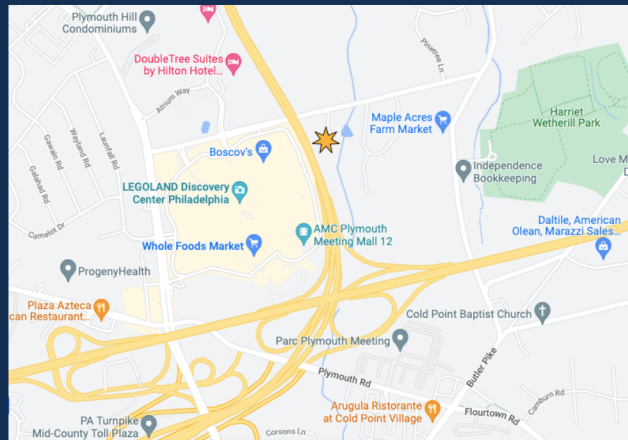 Plymouth Hill
Condominiums
DoubleTree Suites
by Hilton Hotel...
Pinetree Ln
Atrium Way
Harriet
Wetherill Park
Maple Acres
Farm Market
Gawain Rd
Wayland Rd
Launfall Rd
Galahad Rd
Boscov's
Independence
Bookkeeping
Love M
LEGOLAND Discovery
Center Philadelphia
Daltile, American
Olean, Marazzi Sales...
Camelot Dr
AMC Plymouth
Meeting Mall 12
Whole Foods Market
ProgenyHealth
Plaza Azteca
can Restaurant...
Cold Point Baptist Church
Parc Plymouth Meeting
Butler Pike
Plymouth Rd
Camburn Rd
Arugula Ristorante
at Cold Point Village
Flourtown Rd
PA Turnpike
Mid-County Toll Plaza
Corsons Ln